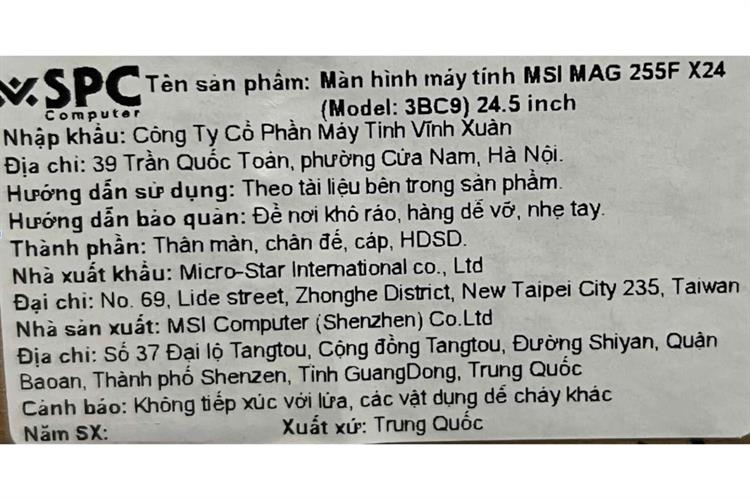 SPC
Computer
Tên sản phẩm: Màn hình máy tính MSI MAG 255F X24
(Model: 3BC9) 24.5 inch
Nhập khẩu: Công Ty Cổ Phần Máy Tính Vĩnh Xuân
Địa chỉ: 39 Trần Quốc Toản, phường Cửa Nam, Hà Nội.
Hướng dẫn sử dụng: Theo tài liệu bên trong sản phẩm.
Hướng dẫn bảo quản: Để nơi khô ráo, hàng dễ vỡ, nhẹ tay.
Thành phần: Thân màn, chân đế, cáp, HDSD.
Nhà xuất khẩu: Micro-Star International co., Ltd
Đại chỉ: No. 69, Lide street, Zhonghe District, New Taipei City 235, Taiwan
Nhà sản xuất: MSI Computer (Shenzhen) Co.Ltd
Địa chỉ: Số 37 Đại lộ Tangtou, Cộng đồng Tangtou, Đường Shiyan, Quận
Baoan, Thành phố Shenzen, Tỉnh GuangDong, Trung Quốc
Cảnh báo: Không tiếp xúc với lửa, các vật dụng dễ cháy khác
Năm SX: Xuất xứ: Trung Quốc